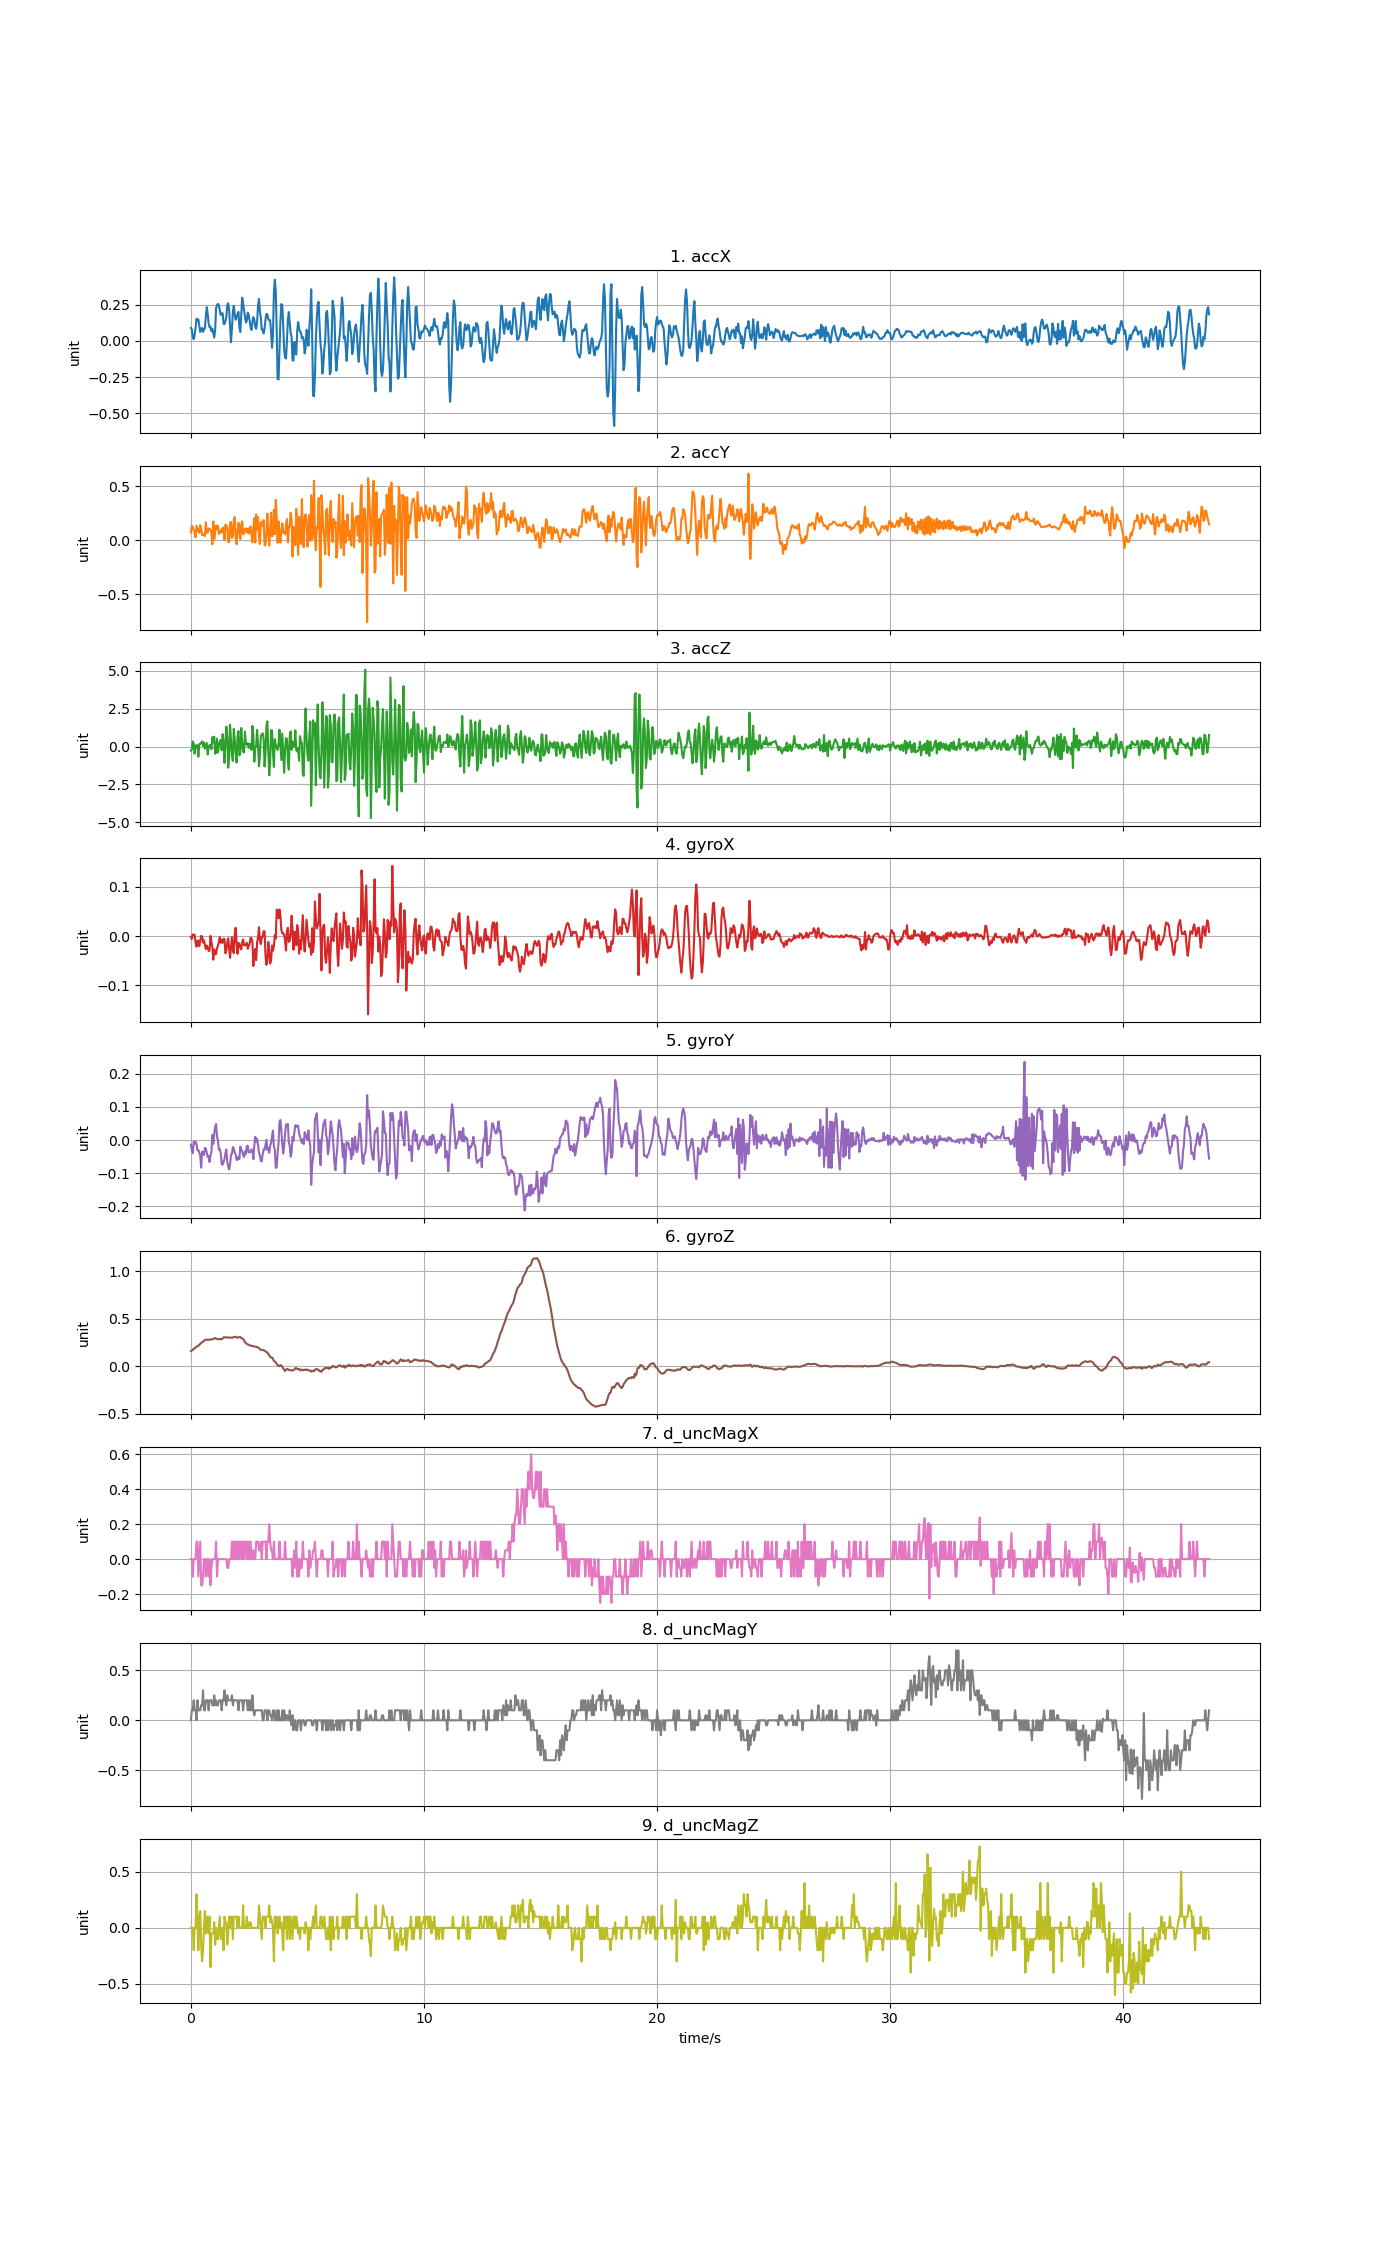 1. accX
0.25
0.00
−0.25
−0.50
unit
2. accY
0.5
0.0
−0.5
unit
3. accZ
5.0
2.5
0.0
−2.5
−5.0
unit
4. gyroX
0.1
0.0
−0.1
unit
5. gyroY
0.2
0.1
0.0
−0.1
−0.2
unit
6. gyroZ
1.0
0.5
0.0
−0.5
unit
7. d_uncMagX
0.6
0.4
0.2
0.0
−0.2
unit
8. d_uncMagY
0.5
0.0
−0.5
unit
9. d_uncMagZ
0.5
0.0
−0.5
unit
0 10 20 30 40
time/s